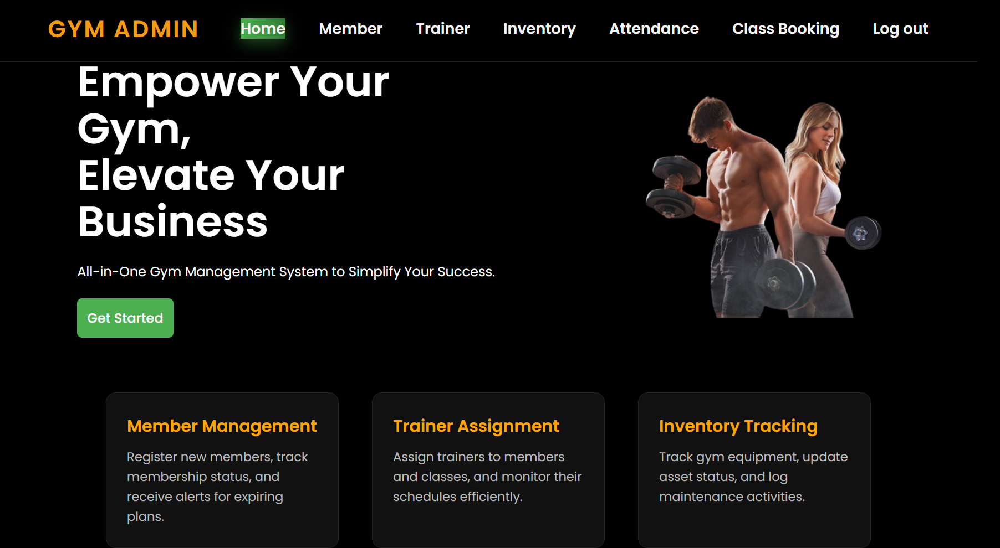 GYM ADMIN
Home Member Trainer Inventory Attendance Class Booking Log out
Empower Your
Gym,
Elevate Your
Business
All-in-One Gym Management System to Simplify Your Success.
Get Started
Member Management
Register new members, track
membership status, and
receive alerts for expiring
plans.
Trainer Assignment
Assign trainers to members
and classes, and monitor their
schedules efficiently.
Inventory Tracking
Track gym equipment, update
asset status, and log
maintenance activities.